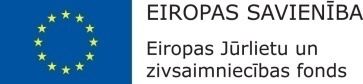 EIROPAS SAVIENĪBA
Eiropas Jūrlietu un
zivsaimniecības fonds